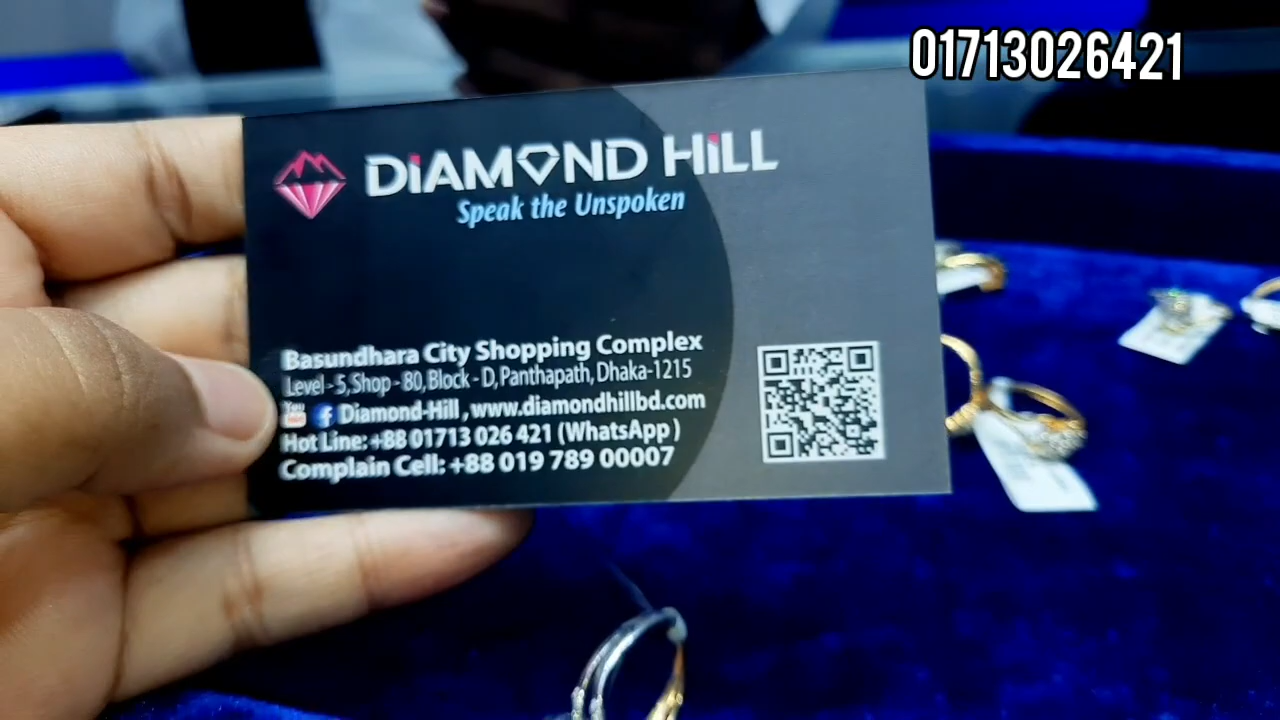 01713026421
DiAMOND HiLL
Speak the Unspoken
Basundhara City Shopping Complex
Level - 5, Shop - 80, Block - D, Panthapath, Dhaka-1215
You Diamond-Hill , www.diamondhillbd.com
Hot Line: +88 01713 026 421 (WhatsApp )
Complain Cell: +88 019 789 00007